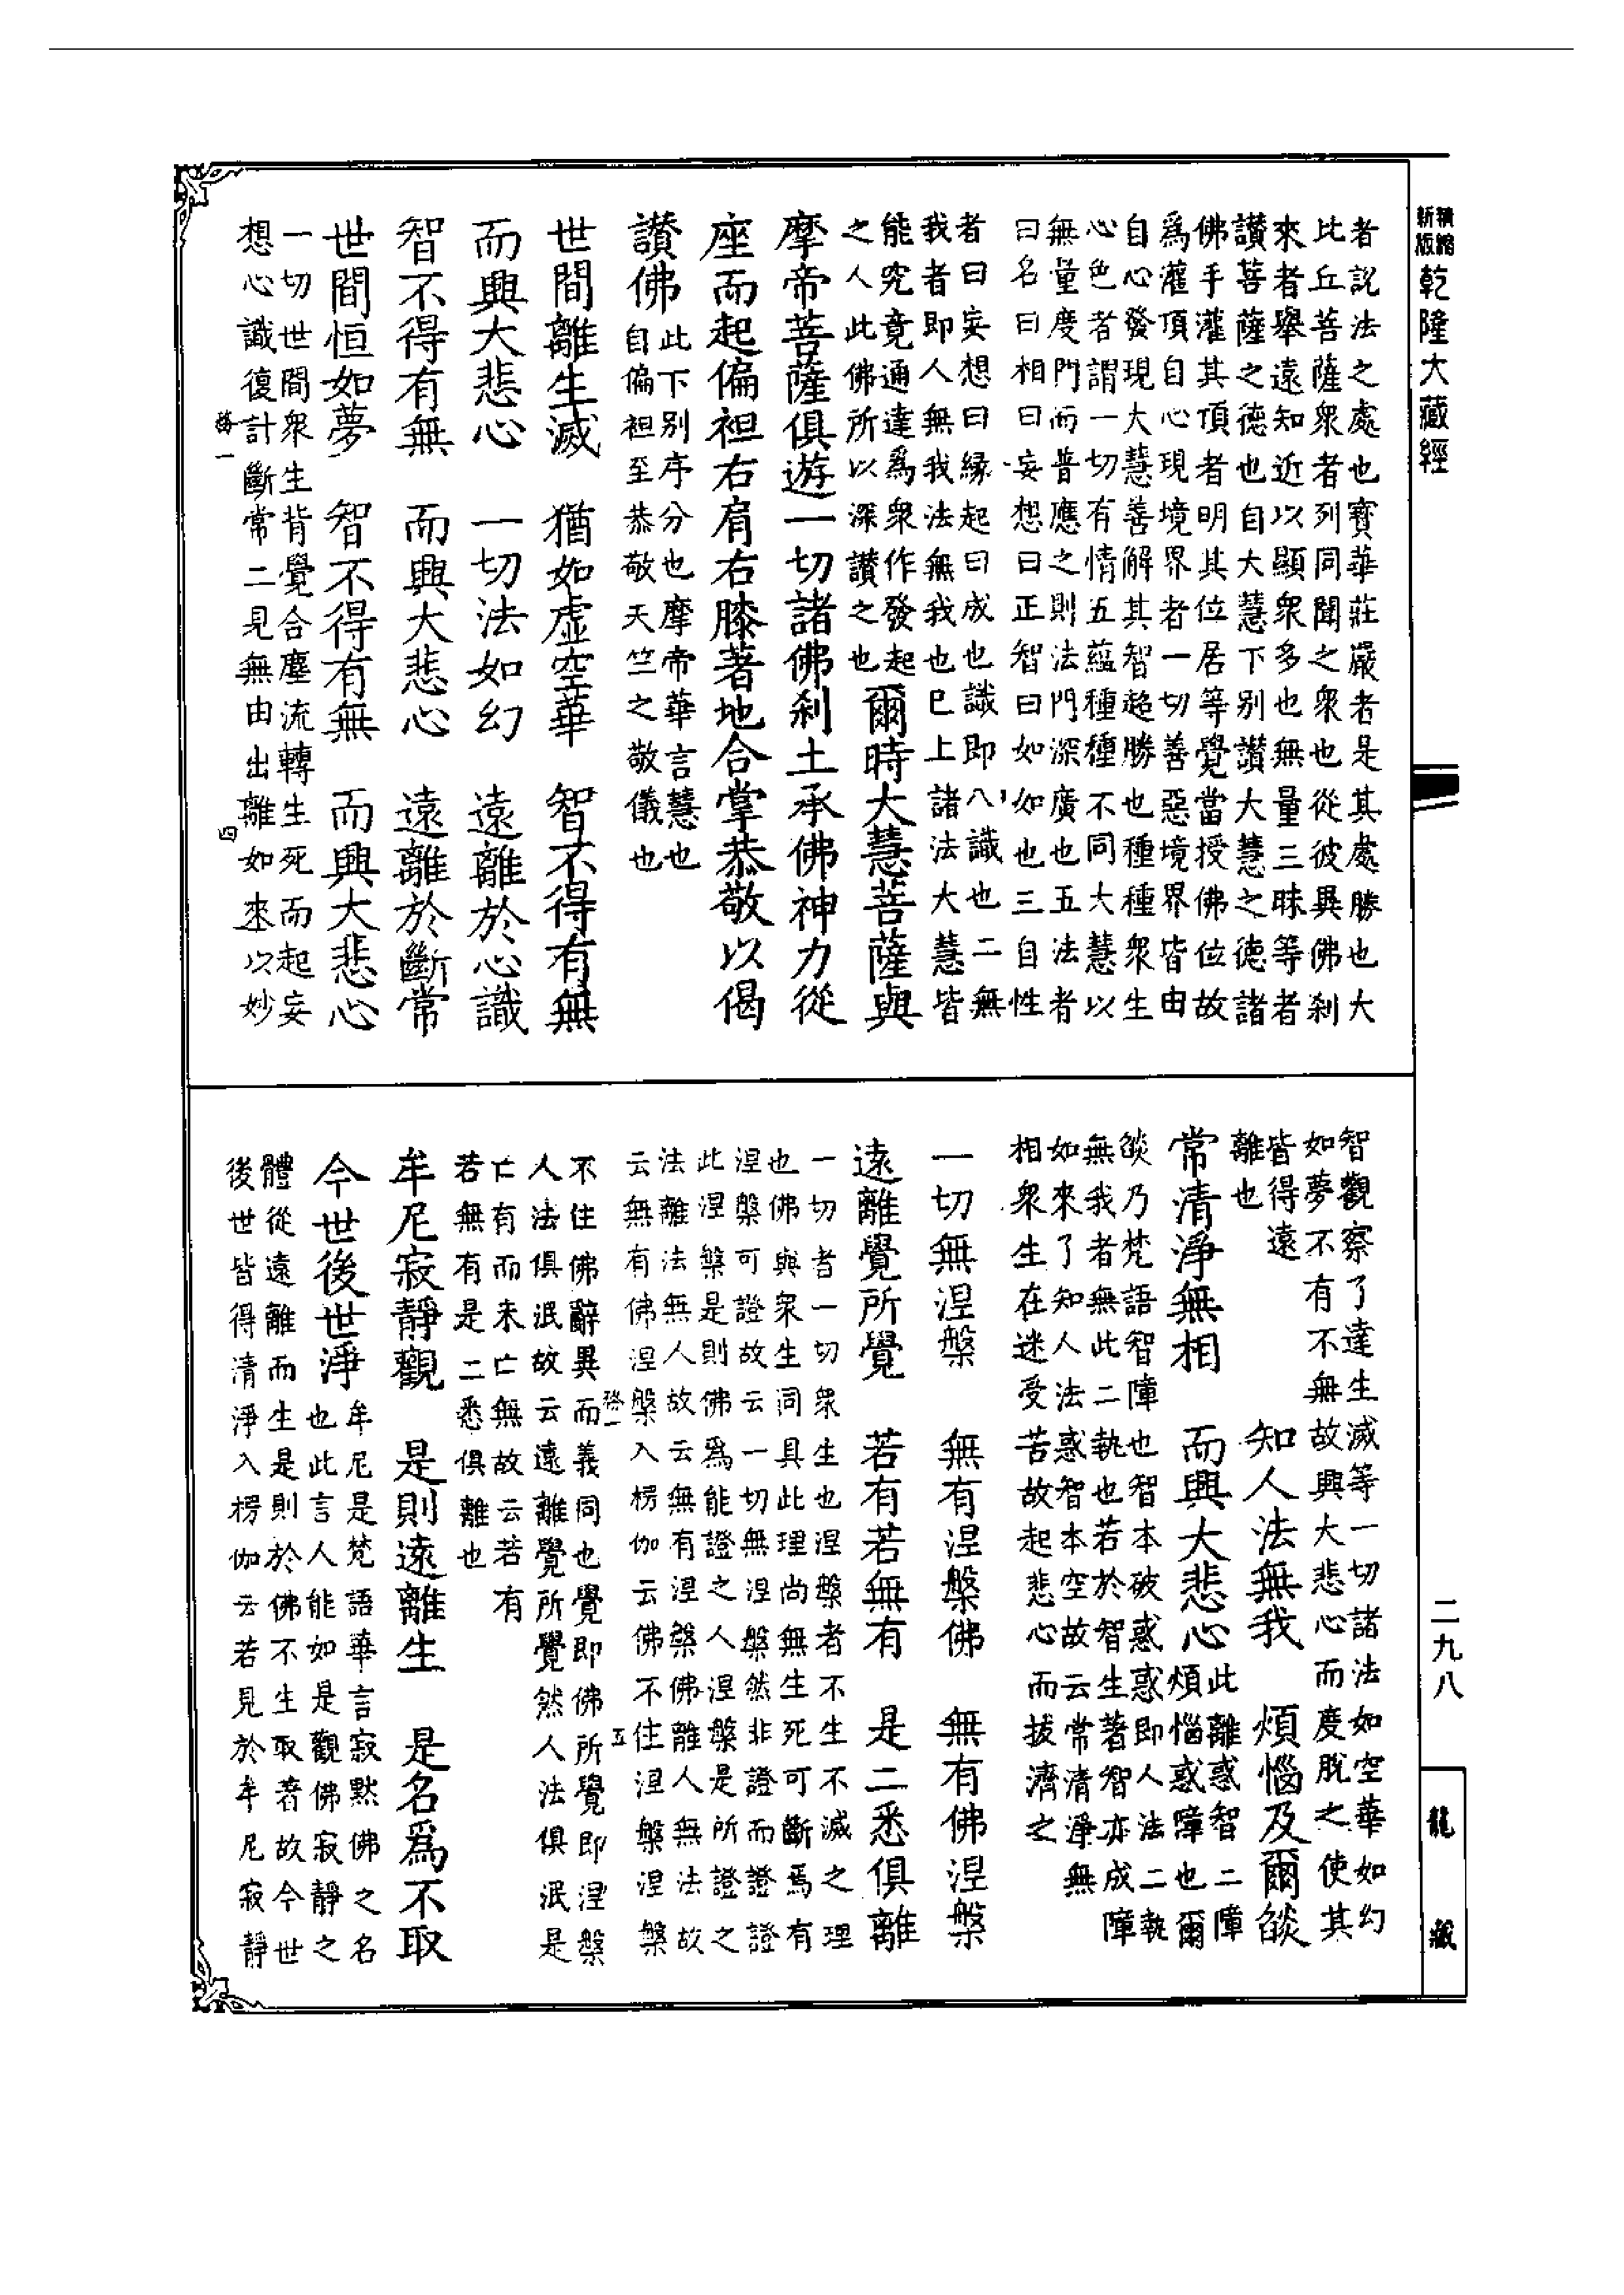 新版 精縮 乾隆大藏經
者說法之處也寶華莊嚴者是其處勝也大
比丘菩薩衆者列同聞之衆也從彼異佛剎
來者舉遠知近以顯衆多也無量三昧等者
讚菩薩之德也自大慧下別讚大慧之德諸
佛手灌其頂者明其位居等覺當授佛位故
爲灌頂自心現境界者一切善惡境界皆由
自心發現大慧善解其智超勝也種種衆生
心色者謂一切有情五蘊種種不同大慧以
無量度門而普應之則法門深廣也五法者
曰名曰相曰妄想曰正智曰如如也三自性
者曰妄想曰緣起曰成也識即八識也二無
我者即人無我法無我也已上諸法大慧皆
能究竟通達爲衆作發起
之人此佛所以深讚之也
爾時大慧菩薩與
摩帝菩薩俱遊一切諸佛剎土承佛神力從
座而起偏袒右肩右膝著地合掌恭敬以偈
讚佛
此下別序分也摩帝華言慧也
自偏袒至恭敬天竺之敬儀也
世間離生滅　猶如虛空華　智不得有無
而興大悲心　一切法如幻　遠離於心識
智不得有無　而興大悲心　遠離於斷常
世間恒如夢　智不得有無　而興大悲心
一切世間衆生背覺合塵流轉生死而起妄
想心識復計斷常二見無由出離如來以妙
四
智觀察了達生滅等一切諸法如空華如幻
如夢不有不無故興大悲心而度脫之使其
皆得遠
離也
知人法無我　煩惱及爾燄
常清淨無相　而興大悲心
此離惑智二障
煩惱惑障也爾
燄乃梵語智障也智本破惑惑即人法二執
無我者無此二執也若於智生著智亦成障
如來了知人法惑智本空故云常清淨無
相衆生在迷受苦故起悲心而拔濟之
一切無涅槃　無有涅槃佛　無有佛涅槃
遠離覺所覺　若有若無有　是二悉俱離
一切者一切衆生也涅槃者不生不滅之理
也佛與衆生同具此理尚無生死可斷焉有
涅槃可證故云一切無涅槃然非證而證證
此涅槃是則佛爲能證之人涅槃是所證之
法離法無人故云無有涅槃佛離人無法故
云無有佛涅槃入楞伽云佛不住涅槃涅槃
五
不住佛辭異而義同也覺即佛所覺即涅槃
人法俱泯故云遠離覺所覺然人法俱泯是
亡有而未亡無故云若有
若無有是二悉俱離也
牟尼寂靜觀　是則遠離生　是名爲不取
今世後世淨
牟尼是梵語華言寂默佛之名
也此言人能如是觀佛寂靜之
體從遠離而生是則於佛不生取著故今世
後世皆得清淨入楞伽云若見於牟尼寂靜
二九八
龍藏